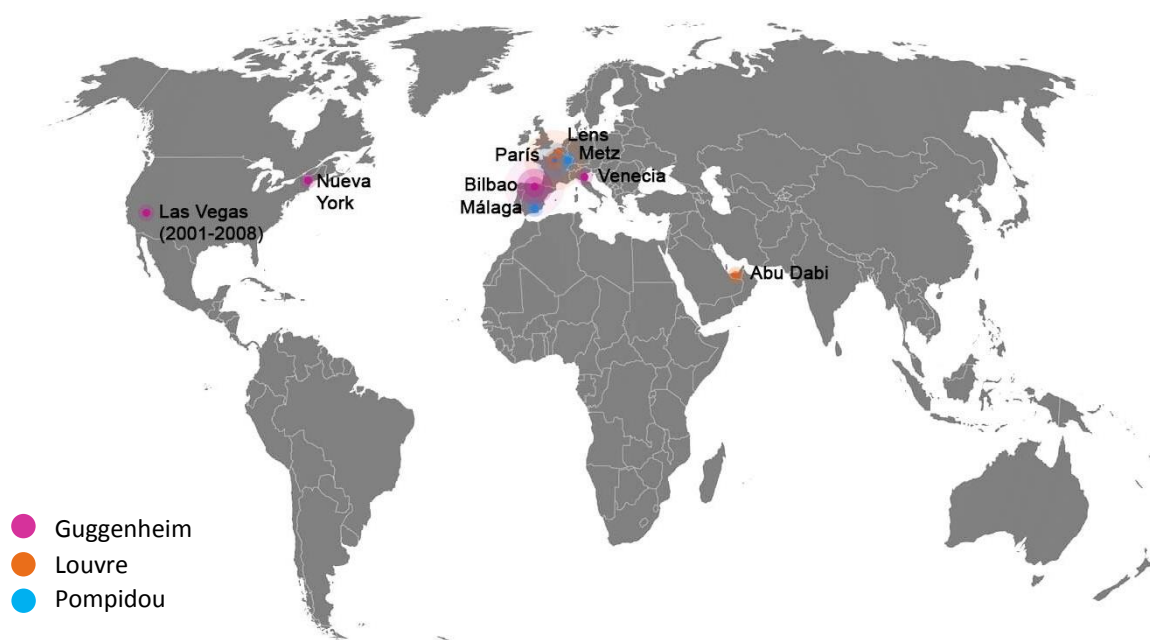 Lens
París
Metz
Bilbao
Venecia
Málaga
Nueva
York
Las Vegas
(2001-2008)
Abu Dabi
Guggenheim
Louvre
Pompidou